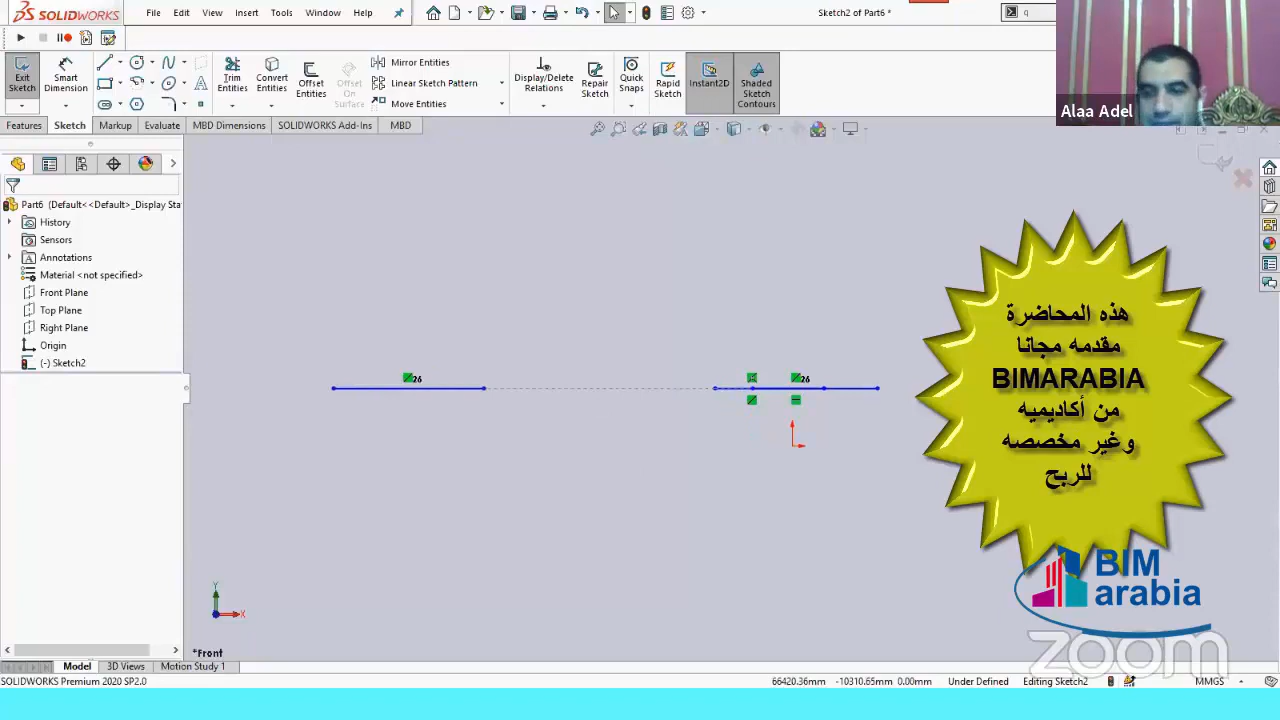 SOLIDWORKS File Edit View Insert Tools Window Help Sketch2 of Part6 * q
Exit Sketch Smart Dimension Trim Entities Convert Entities Offset Entities Offset On Surface Mirror Entities Linear Sketch Pattern Move Entities Display/Delete Relations Repair Sketch Quick Snaps Rapid Sketch Instant2D Shaded Sketch Contours
Alaa Adel
Features Sketch Markup Evaluate MBD Dimensions SOLIDWORKS Add-Ins MBD
Part6 (Default<<Default>_Display Sta
History
Sensors
Annotations
Material <not specified>
Front Plane
Top Plane
Right Plane
Origin
(-) Sketch2
26 26
هذه المحاضرة
مقدمه مجانا
BIMARABIA
من أكاديميه
وغير مخصصه
للربح
BIM
arabia
Y
X
*Front
zoom
Model 3D Views Motion Study 1
SOLIDWORKS Premium 2020 SP2.0 66420.36mm -10310.65mm 0.00mm Under Defined Editing Sketch2 MMGS